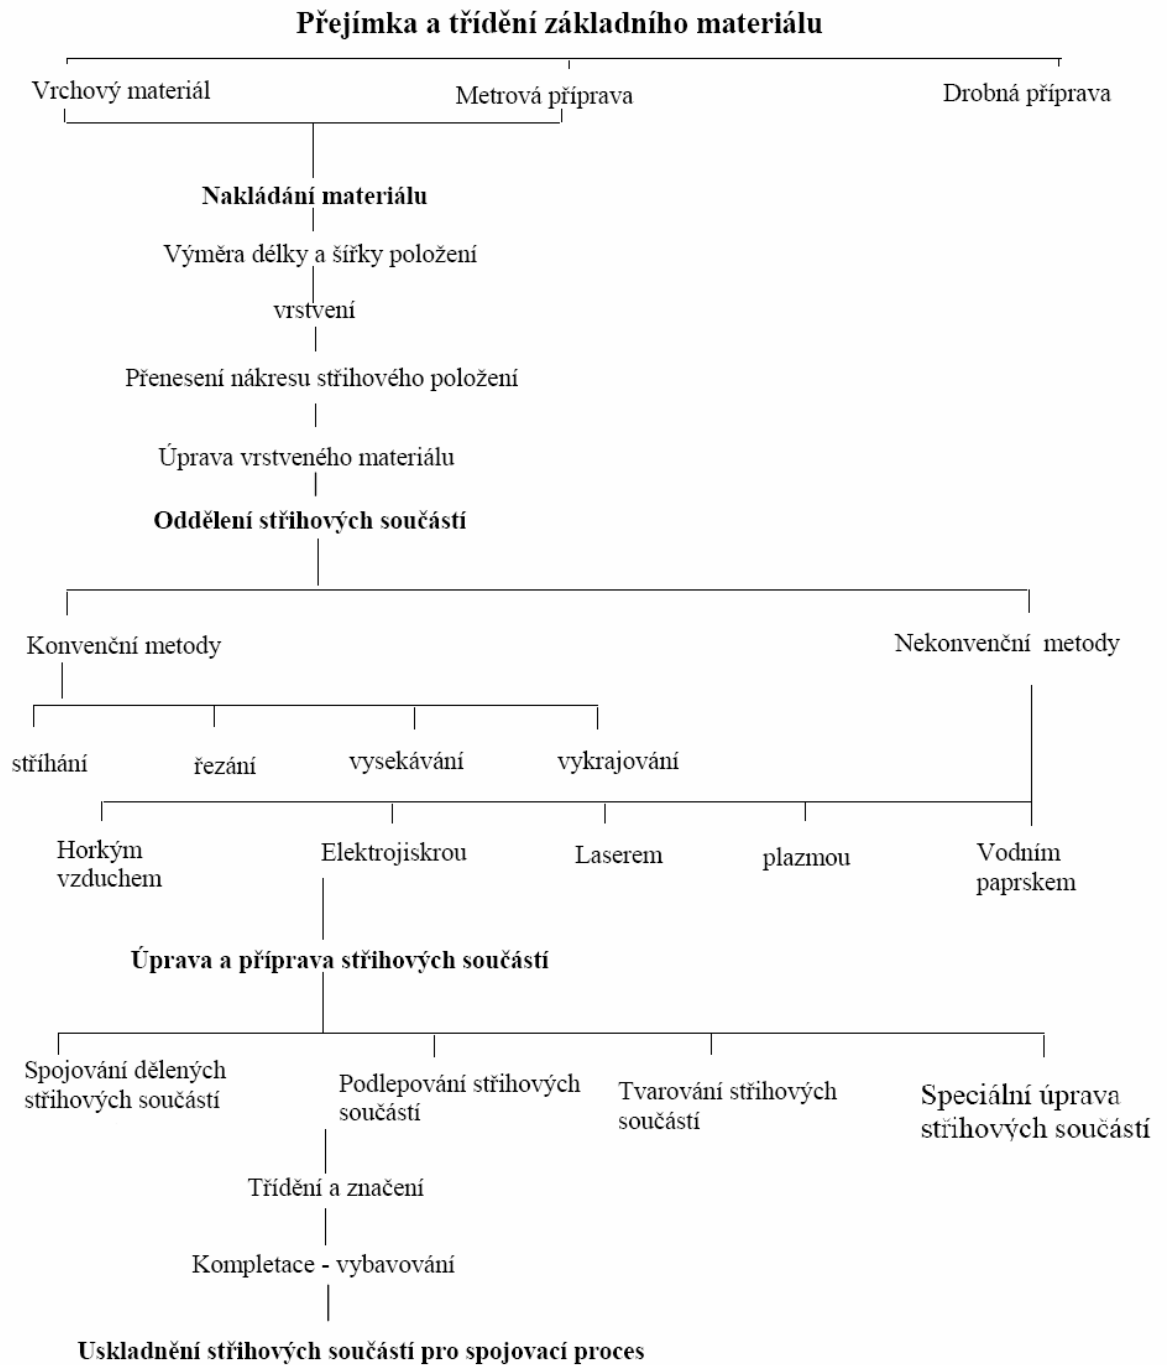 Přejímka a třídění základního materiálu
Vrchový materiál
Metrová příprava
Drobná příprava
Nakládání materiálu
Výměra délky a šířky položení
vrstvení
Přenesení nákresu střihového položení
Úprava vrstveného materiálu
Oddělení střihových součástí
Konvenční metody
Nekonvenční metody
stříhání
řezání
vysekávání
vykrajování
Horkým
vzduchem
Elektrojiskrou
Laserem
plazmou
Vodním
paprskem
Úprava a příprava střihových součástí
Spojování dělených
střihových součástí
Podlepování střihových
součástí
Tvarování střihových
součástí
Speciální úprava
střihových součástí
Třídění a značení
Kompletace - vybavování
Uskladnění střihových součástí pro spojovací proces